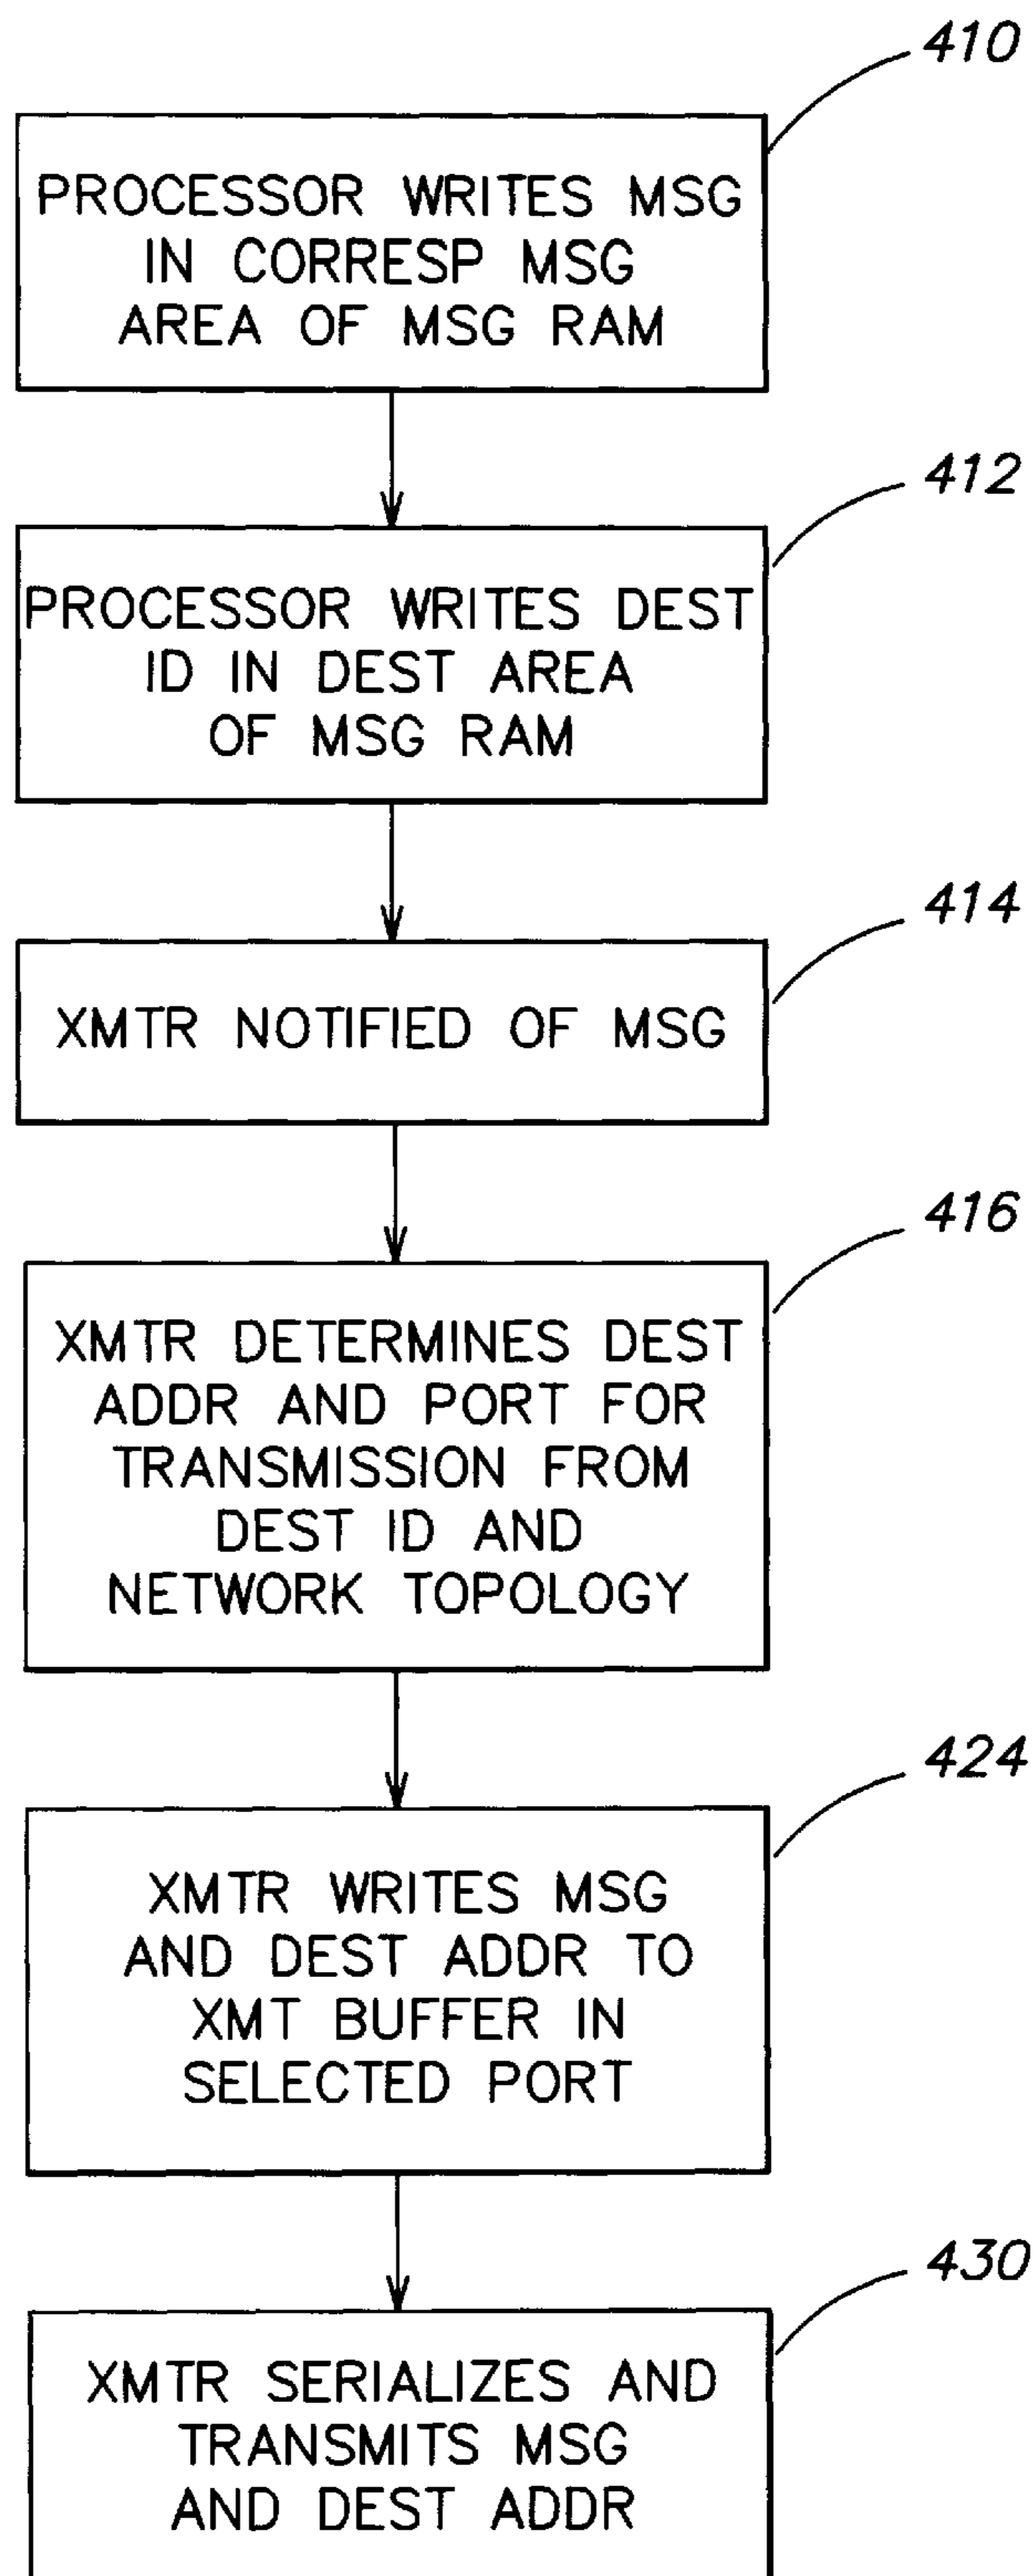 410
PROCESSOR WRITES MSG
IN CORRESP MSG
AREA OF MSG RAM
412
PROCESSOR WRITES DEST
ID IN DEST AREA
OF MSG RAM
414
XMTR NOTIFIED OF MSG
416
XMTR DETERMINES DEST
ADDR AND PORT FOR
TRANSMISSION FROM
DEST ID AND
NETWORK TOPOLOGY
424
XMTR WRITES MSG
AND DEST ADDR TO
XMT BUFFER IN
SELECTED PORT
430
XMTR SERIALIZES AND
TRANSMITS MSG
AND DEST ADDR